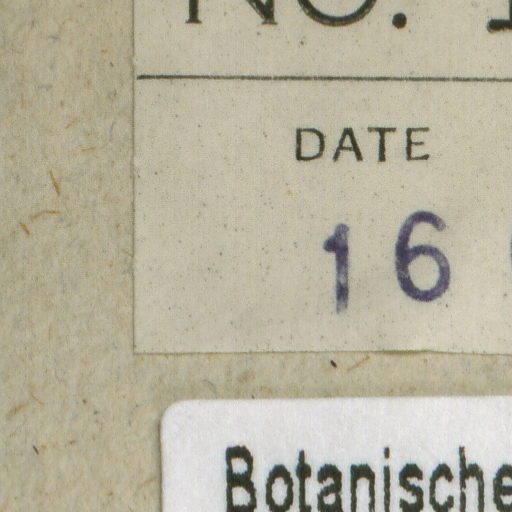 No.
DATE
16
Botanische